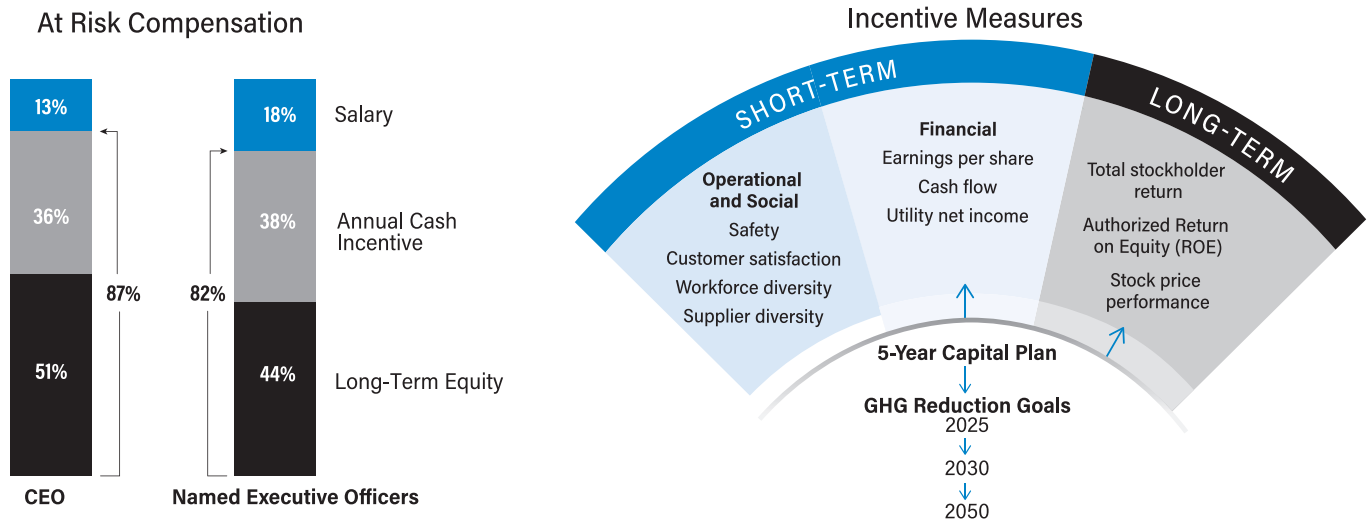 At Risk Compensation
13%
36%
51%
87%
CEO
18%
38%
44%
82%
Named Executive Officers
Salary
Annual Cash
Incentive
Long-Term Equity
Incentive Measures
SHORT-TERM
LONG-TERM
Operational
and Social
Safety
Customer satisfaction
Workforce diversity
Supplier diversity
Financial
Earnings per share
Cash flow
Utility net income
Total stockholder
return
Authorized Return
on Equity (ROE)
Stock price
performance
5-Year Capital Plan
GHG Reduction Goals
2025
2030
2050